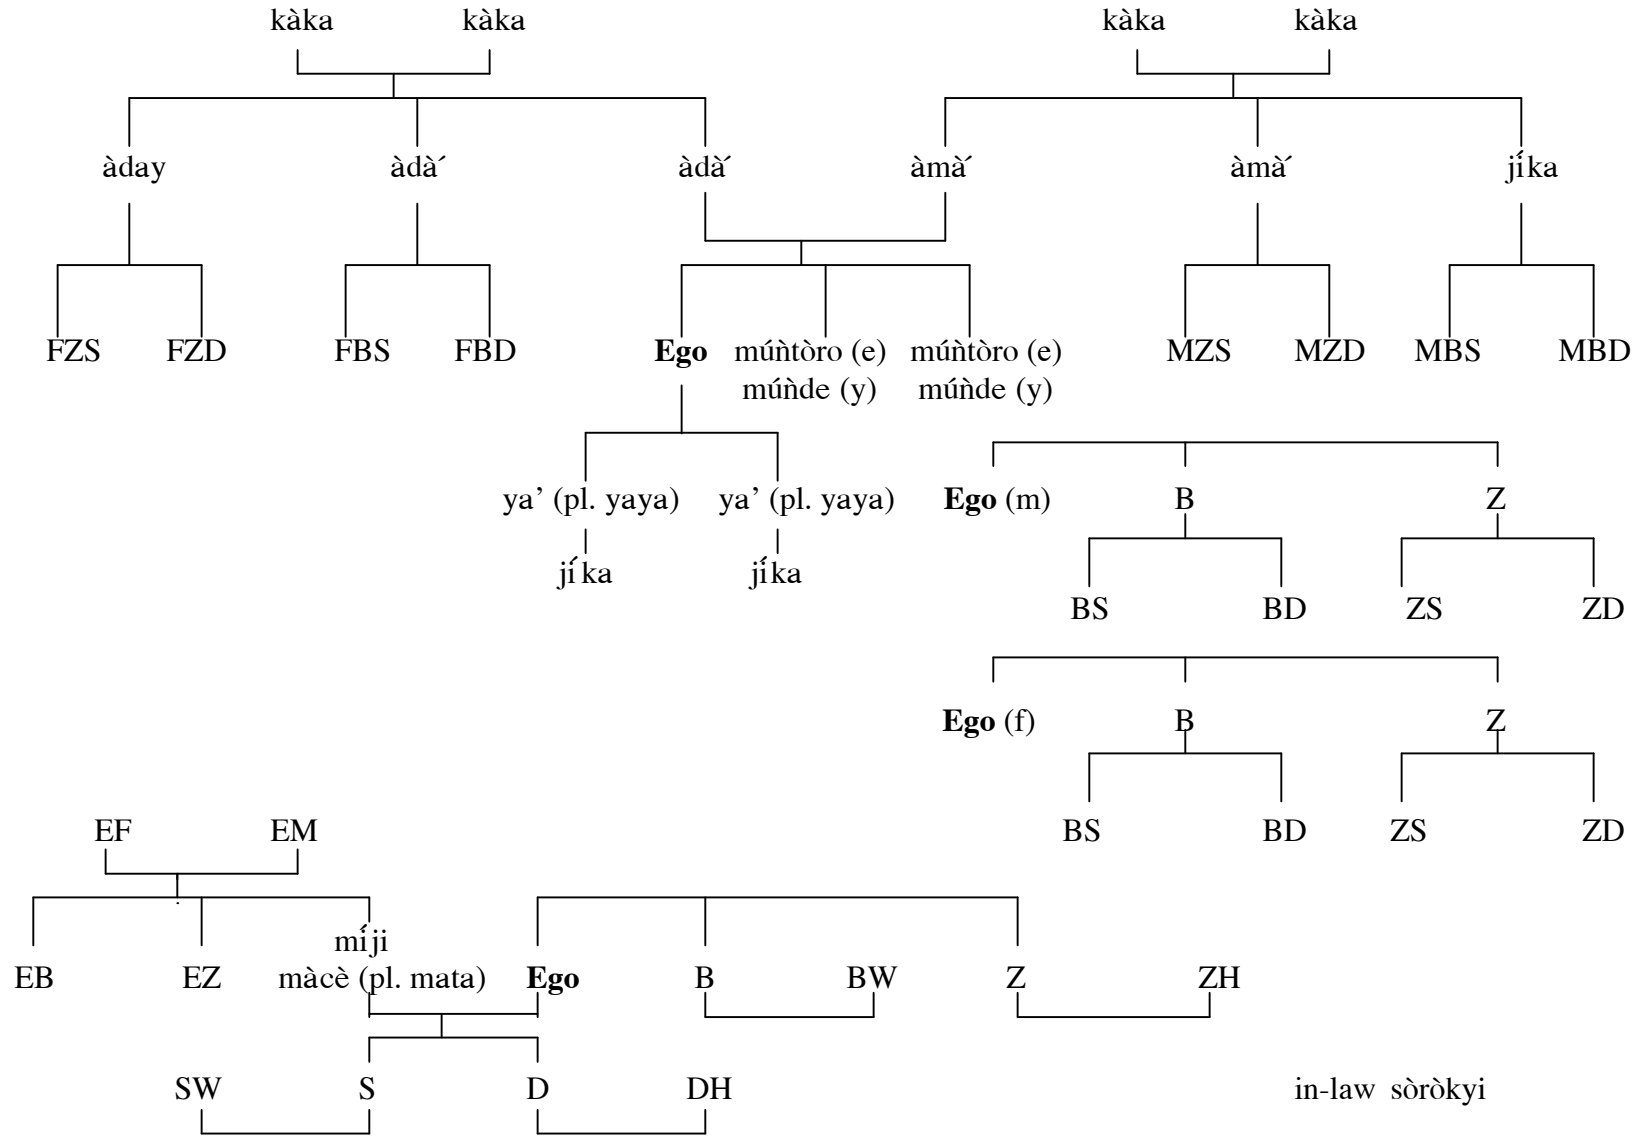 kàka kàka kàka kàka
àday àdà´ àdà´ àmà´ àmà´ jíka
FZS FZD FBS FBD Ego múǹtòro (e) múǹtòro (e) MZS MZD MBS MBD
múǹde (y) múǹde (y)
ya’ (pl. yaya) ya’ (pl. yaya) Ego (m) B Z
jíka jíka
BS BD ZS ZD
Ego (f) B Z
EF EM BS BD ZS ZD
míji
EB EZ màcè (pl. mata) Ego B BW Z ZH
SW S D DH in-law sòròkyi